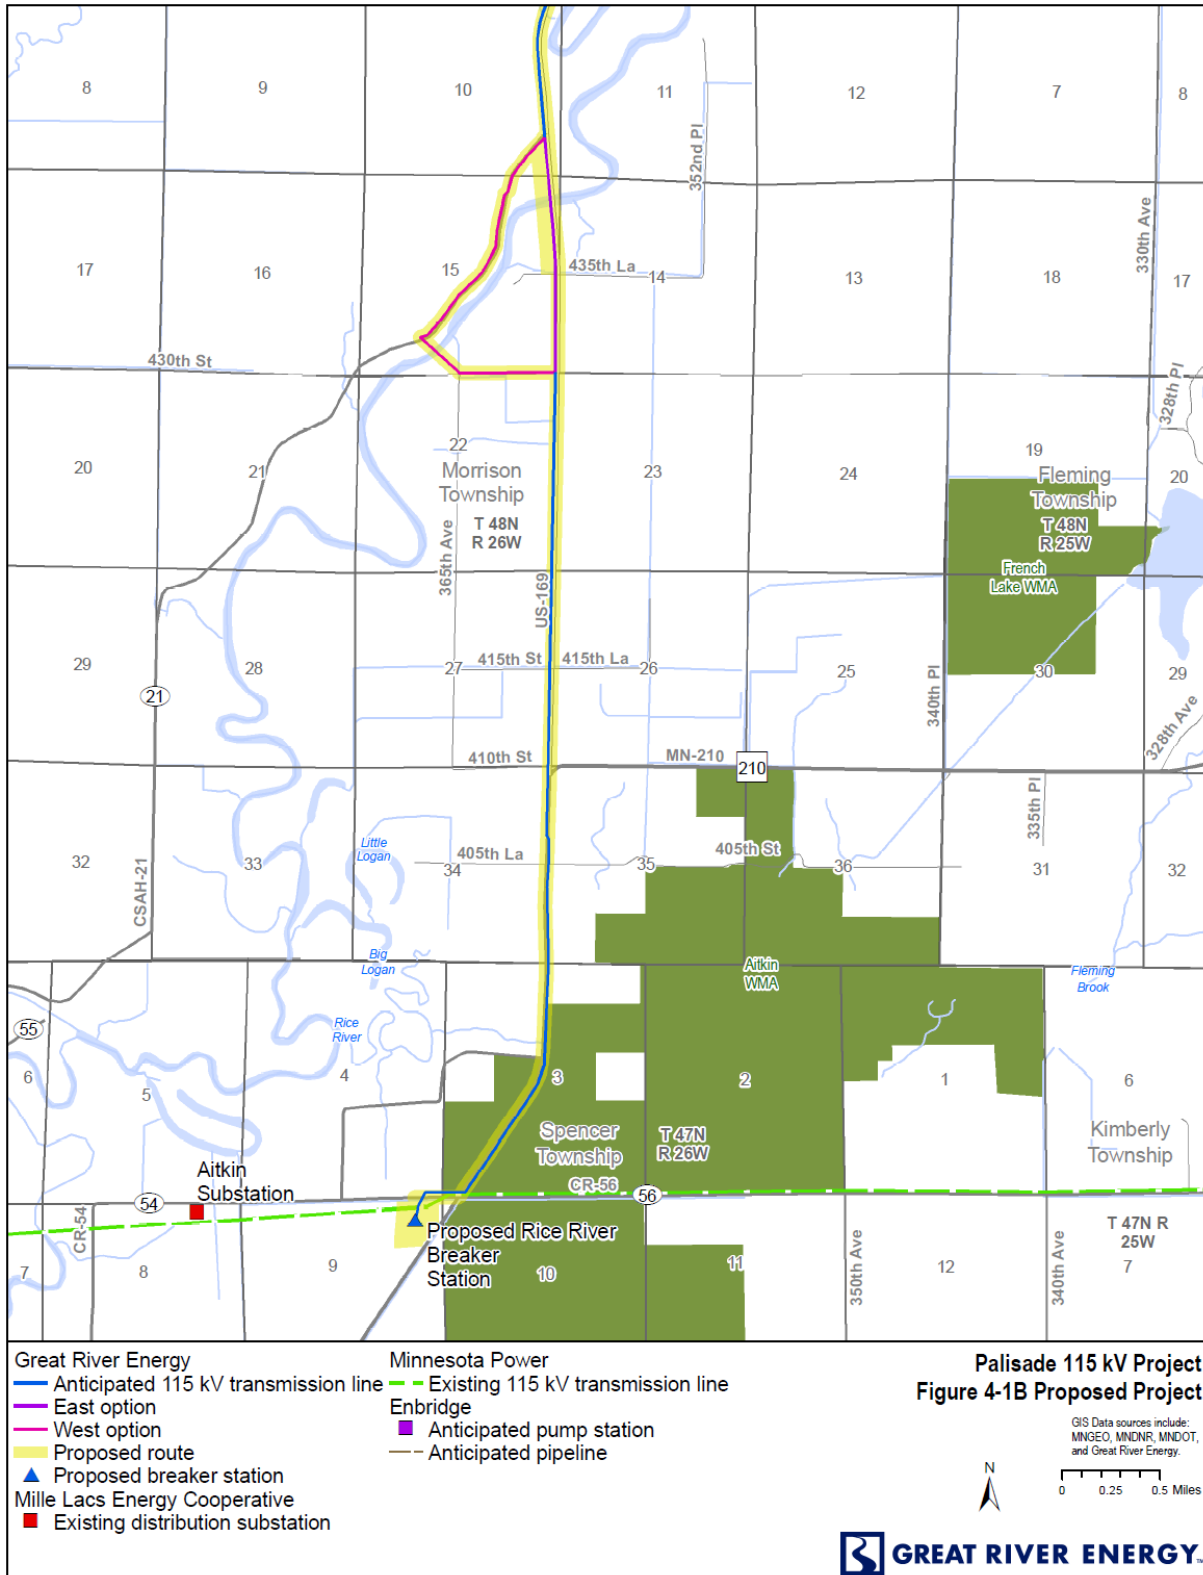 8
9
10
11
12
7
8
352nd Pl
330th Ave
17
16
15
435th La
14
13
18
17
430th St
328th Pl
20
21
22
Morrison
Township
T 48N
R 26W
23
24
19
Fleming
Township
T 48N
R 25W
20
365th Ave
US-169
French
Lake WMA
29
28
27
415th St
415th La
26
25
340th Pl
30
29
21
328th Ave
410th St
MN-210
210
335th Pl
32
CSAH-21
33
Little
Logan
34
405th La
35
405th St
36
31
32
Big
Logan
Aitkin
WMA
Fleming
Brook
55
Rice
River
6
5
4
3
2
1
6
Spencer
Township
T 47N
R 26W
Kimberly
Township
Aitkin
Substation
CR-56
54
56
CR-54
Proposed Rice River
Breaker
Station
T 47N R
25W
7
8
9
10
11
350th Ave
12
340th Ave
7
Great River Energy
Anticipated 115 kV transmission line
East option
West option
Proposed route
Proposed breaker station
Mille Lacs Energy Cooperative
Existing distribution substation
Minnesota Power
Existing 115 kV transmission line
Enbridge
Anticipated pump station
Anticipated pipeline
Palisade 115 kV Project
Figure 4-1B Proposed Project
GIS Data sources include:
MNGEO, MNDNR, MNDOT,
and Great River Energy.
N
0 0.25 0.5 Miles
GREAT RIVER ENERGY™